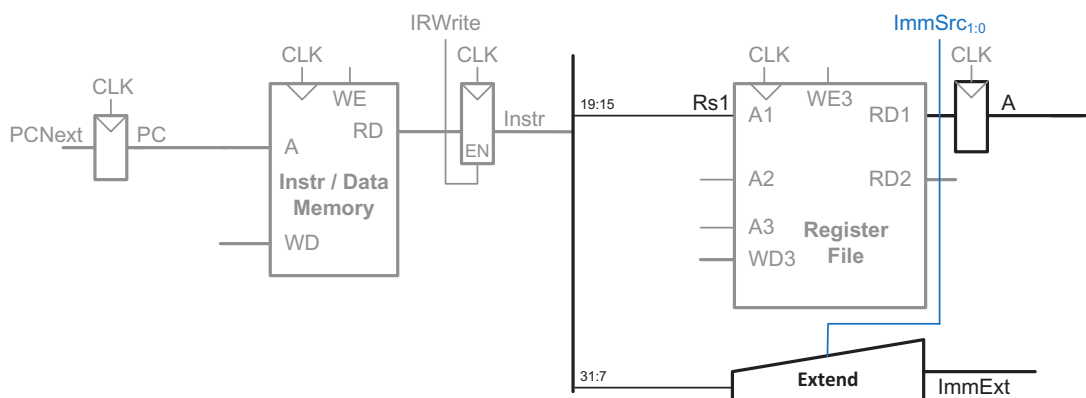 IRWrite
ImmSrc1:0
CLK
CLK
CLK
CLK
CLK
PCNext
PC
WE
RD
A
Instr / Data
Memory
WD
EN
Instr
19:15
Rs1
A1
WE3
RD1
A
A2
RD2
A3
Register
File
WD3
31:7
Extend
ImmExt